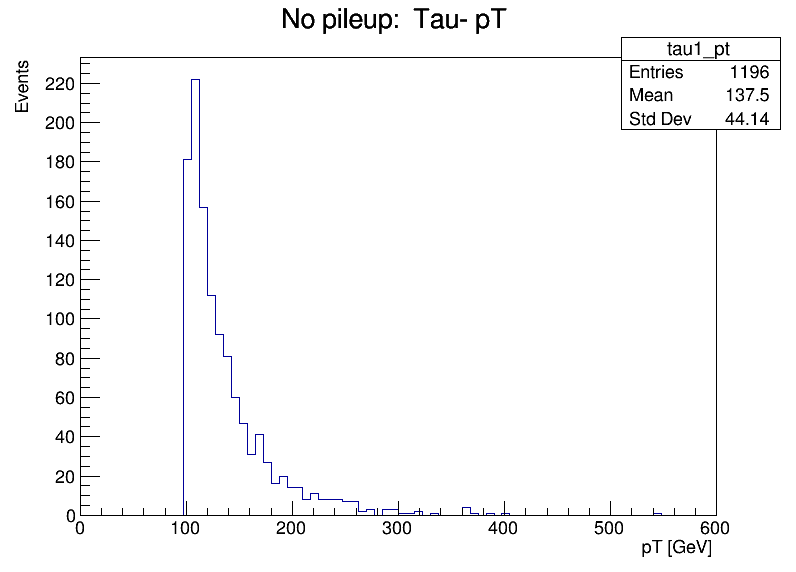 No pileup:  Tau- pT
tau1_pt
Entries 1196
Mean 137.5
Std Dev 44.14
Events
220
200
180
160
140
120
100
80
60
40
20
0
0 100 200 300 400 500 600
pT [GeV]